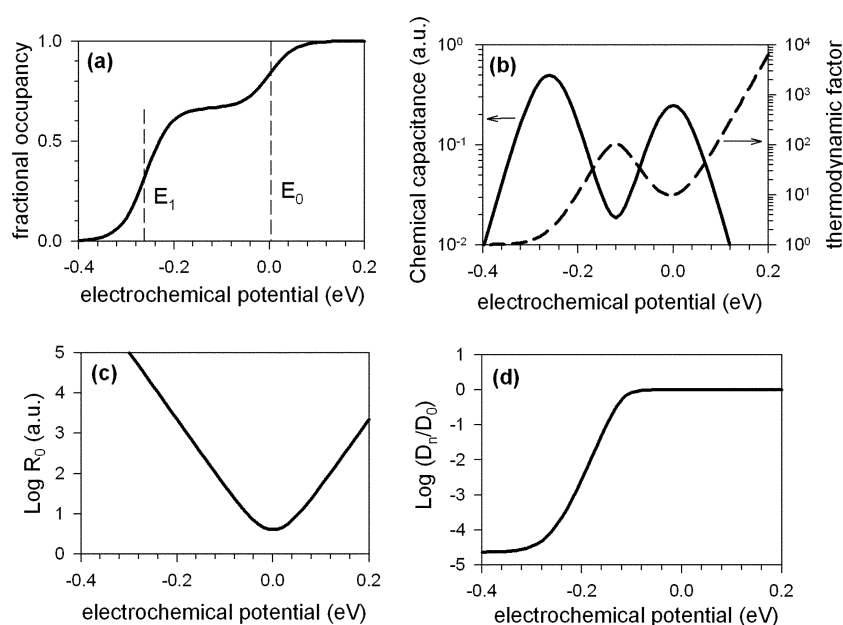 (a)
fractional occupancy
1.0
0.5
0.0
E1
E0
-0.4
-0.2
0.0
0.2
electrochemical potential (eV)
(b)
Chemical capacitance (a.u.)
10^0
10^-1
10^-2
thermodynamic factor
10^4
10^3
10^2
10^1
10^0
-0.4
-0.2
0.0
0.2
electrochemical potential (eV)
(c)
Log R0 (a.u.)
5
4
3
2
1
0
-0.4
-0.2
0.0
0.2
electrochemical potential (eV)
(d)
Log (Dn/D0)
1
0
-1
-2
-3
-4
-5
-0.4
-0.2
0.0
0.2
electrochemical potential (eV)